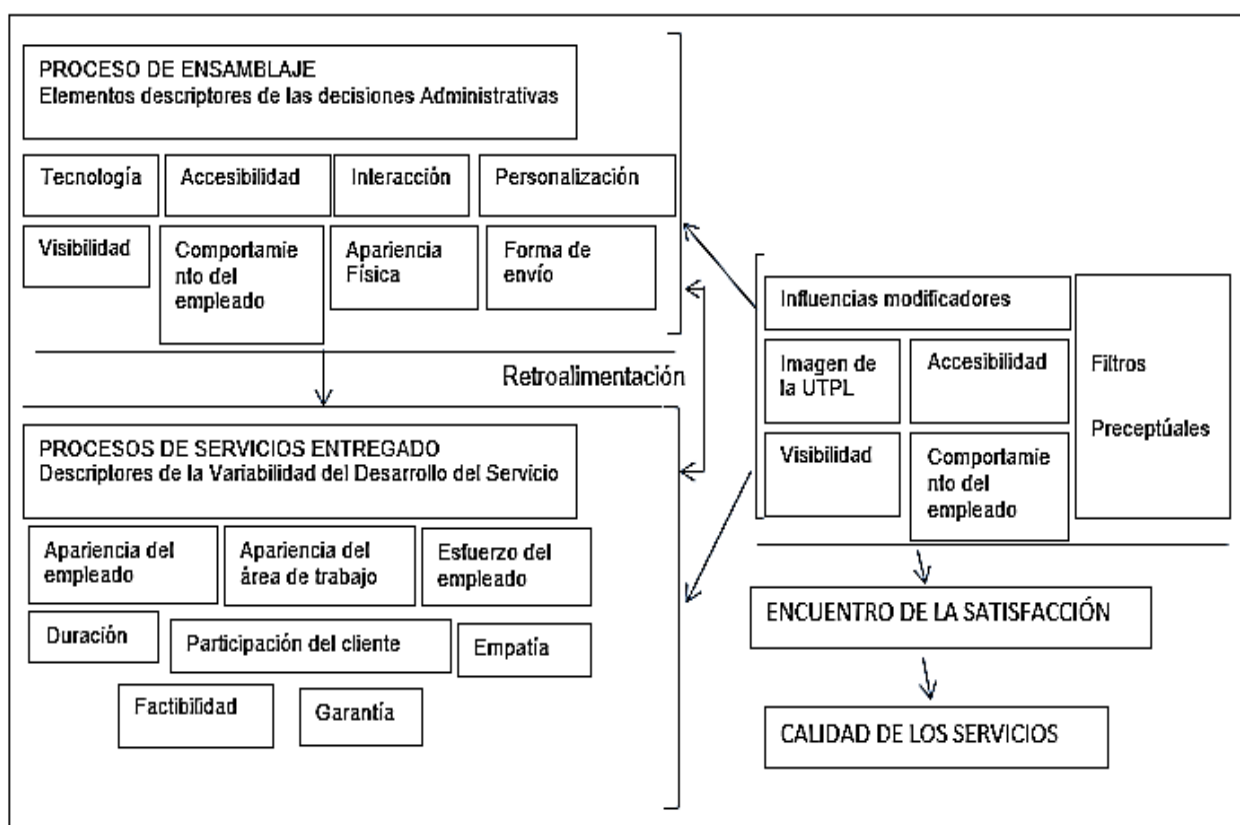 PROCESO DE ENSAMBLAJE
Elementos descriptores de las decisiones Administrativas
Tecnología
Accesibilidad
Interacción
Personalización
Visibilidad
Comportamie
nto del
empleado
Apariencia
Física
Forma de
envío
Retroalimentación
PROCESOS DE SERVICIOS ENTREGADO
Descriptores de la Variabilidad del Desarrollo del Servicio
Apariencia del
empleado
Apariencia del
área de trabajo
Esfuerzo del
empleado
Duración
Participación del cliente
Empatía
Factibilidad
Garantía
Influencias modificadores
Imagen de
la UTPL
Accesibilidad
Visibilidad
Comportamie
nto del
empleado
Filtros
Preceptúales
ENCUENTRO DE LA SATISFACCIÓN
CALIDAD DE LOS SERVICIOS